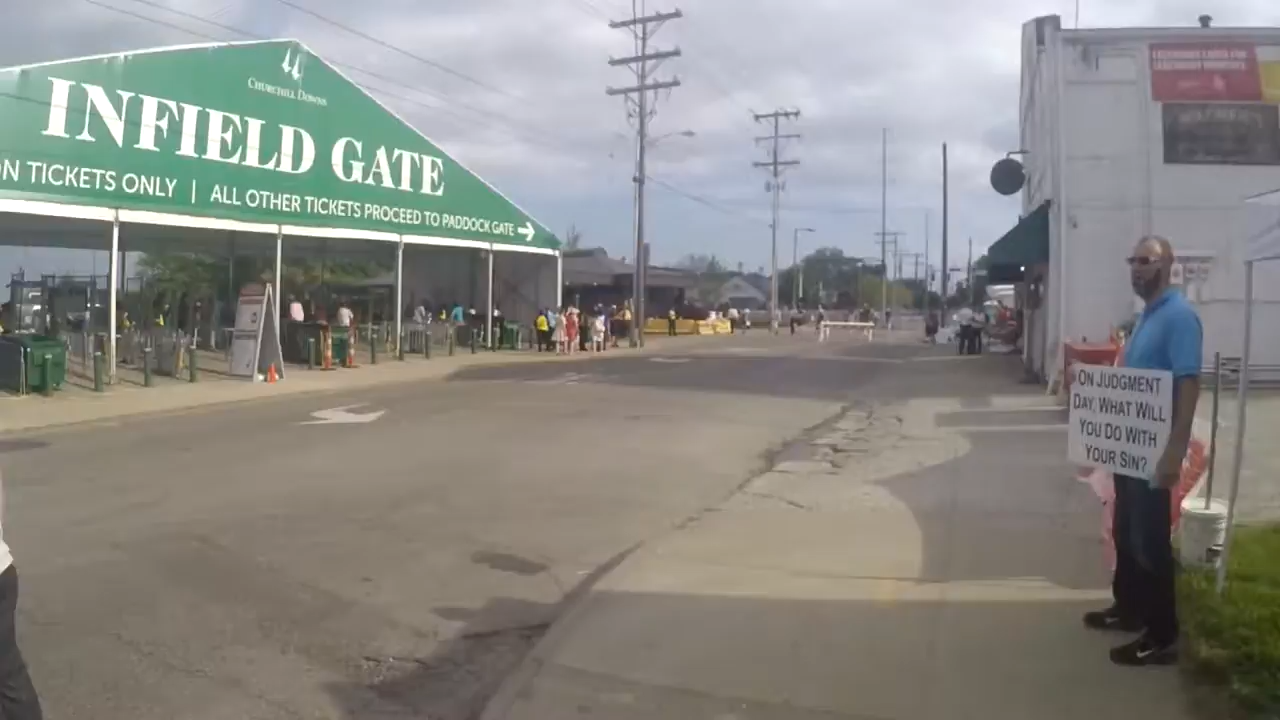 CHURCHILL DOWNS
INFIELD GATE
ON TICKETS ONLY | ALL OTHER TICKETS PROCEED TO PADDOCK GATE →
ON JUDGMENT
DAY, WHAT WILL
YOU DO WITH
YOUR SIN?